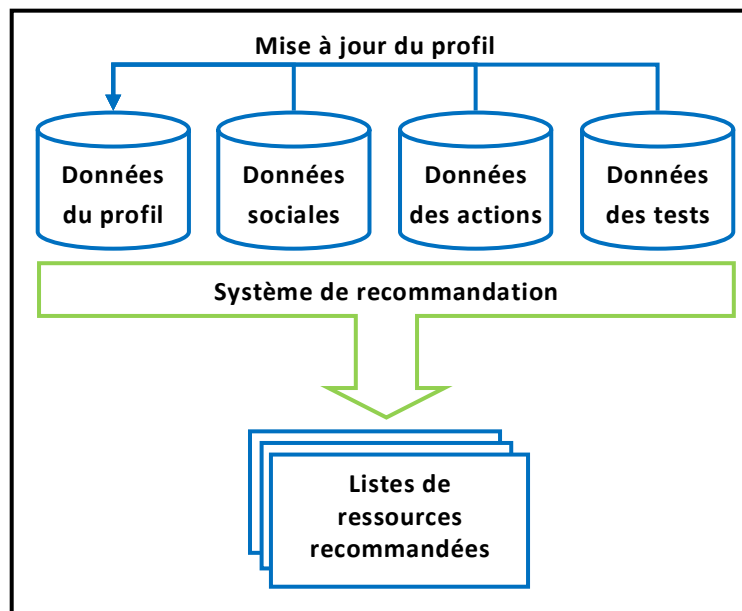 Mise à jour du profil
Données
du profil
Données
sociales
Données
des actions
Données
des tests
Système de recommandation
Listes de
ressources
recommandées